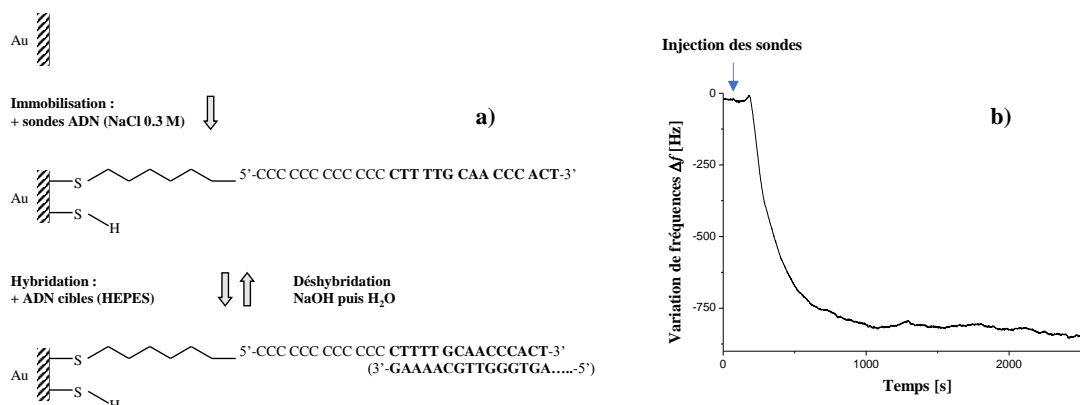 Au
Immobilisation :
+ sondes ADN (NaCl 0.3 M)
a)
Au
S
5’-CCC CCC CCC CCC CTT TTG CAA CCC ACT-3’
S
H
Hybridation :
+ ADN cibles (HEPES)
Déshybridation
NaOH puis H2O
Au
S
5’-CCC CCC CCC CCC CTTTT GCAACCCACT-3’
(3’-GAAAACGTTGGGTGA…..-5’)
S
H
Injection des sondes
b)
Variation de fréquences Δf [Hz]
0
-250
-500
-750
0
1000
2000
Temps [s]